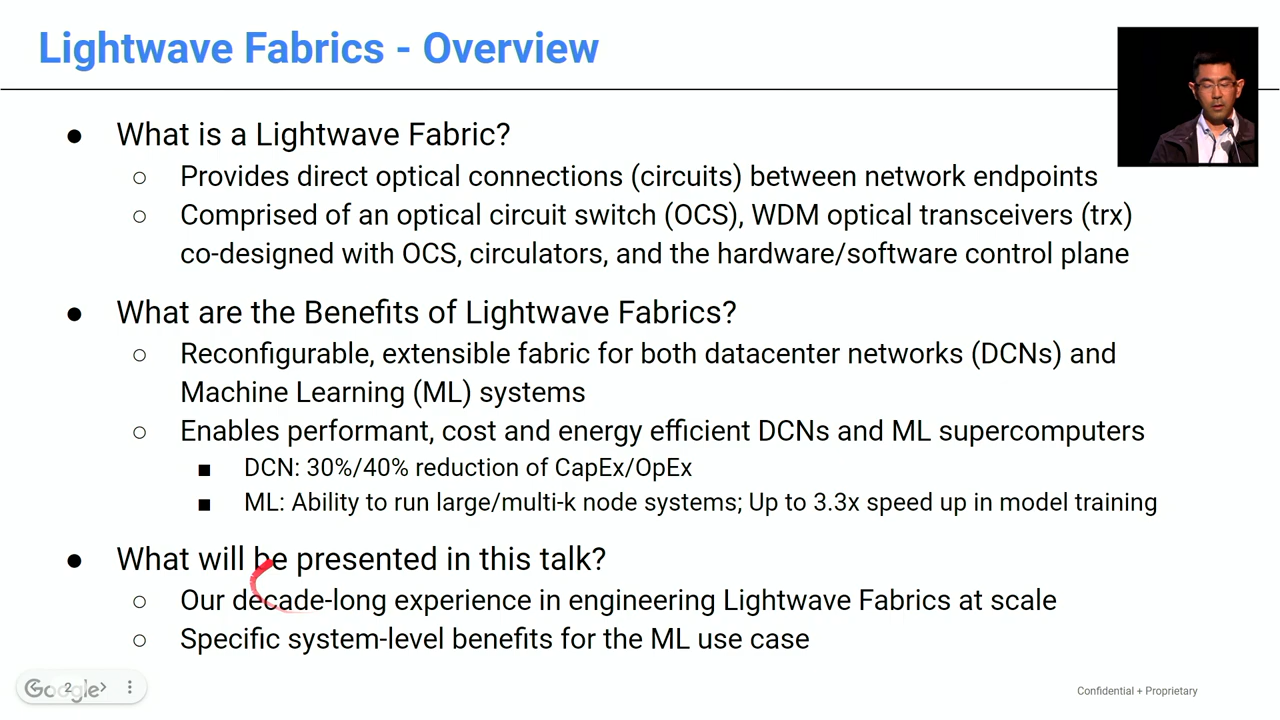 Lightwave Fabrics - Overview
● What is a Lightwave Fabric?
○ Provides direct optical connections (circuits) between network endpoints
○ Comprised of an optical circuit switch (OCS), WDM optical transceivers (trx)
co-designed with OCS, circulators, and the hardware/software control plane
● What are the Benefits of Lightwave Fabrics?
○ Reconfigurable, extensible fabric for both datacenter networks (DCNs) and
Machine Learning (ML) systems
○ Enables performant, cost and energy efficient DCNs and ML supercomputers
■ DCN: 30%/40% reduction of CapEx/OpEx
■ ML: Ability to run large/multi-k node systems; Up to 3.3x speed up in model training
● What will be presented in this talk?
○ Our decade-long experience in engineering Lightwave Fabrics at scale
○ Specific system-level benefits for the ML use case
Google
2
Confidential + Proprietary